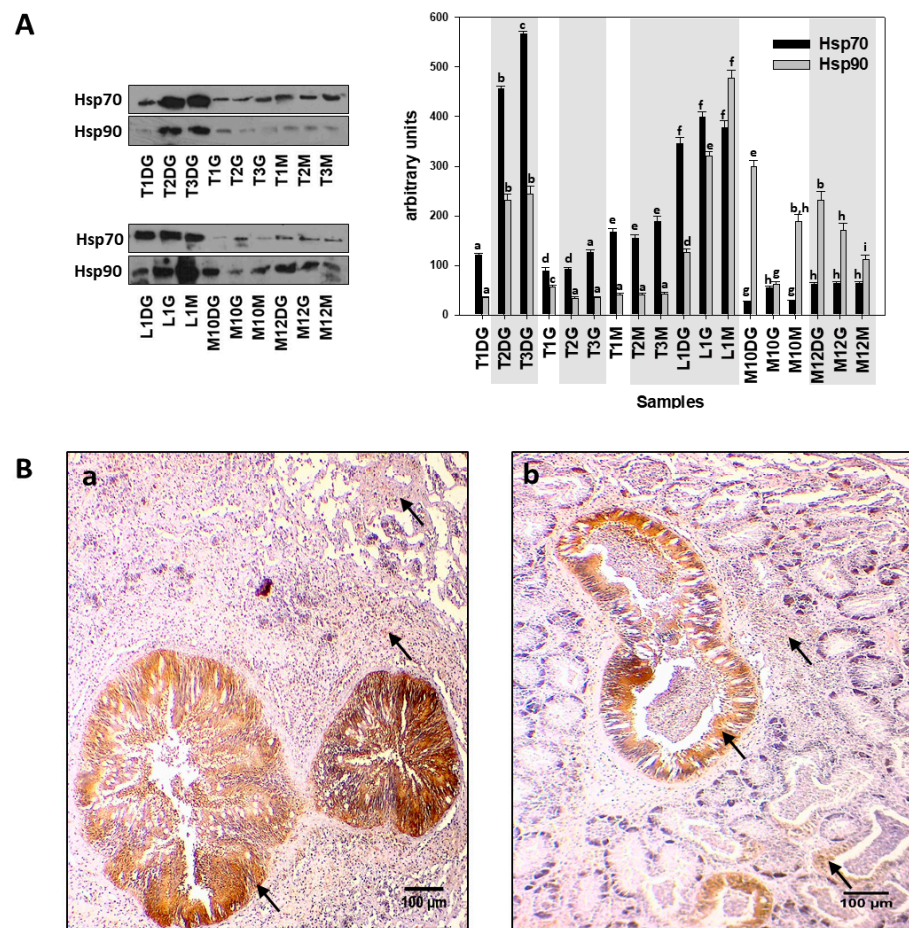 A
Hsp70
Hsp90
T1DG T2DG T3DG T1G T2G T3G T1M T2M T3M
Hsp70
Hsp90
L1DG L1G L1M M10DG M10G M10M M12DG M12G M12M
600
500
400
300
200
100
0
arbitrary units
Hsp70
Hsp90
a a b b c b d c d a a a e a e a e a f d f e f f g e h g g b,h h b h h h i
T1DG T2DG T3DG T1G T2G T3G T1M T2M T3M L1DG L1G L1M M10DG M10G M10M M12DG M12G M12M
Samples
B
a
100 µm
b
100 µm